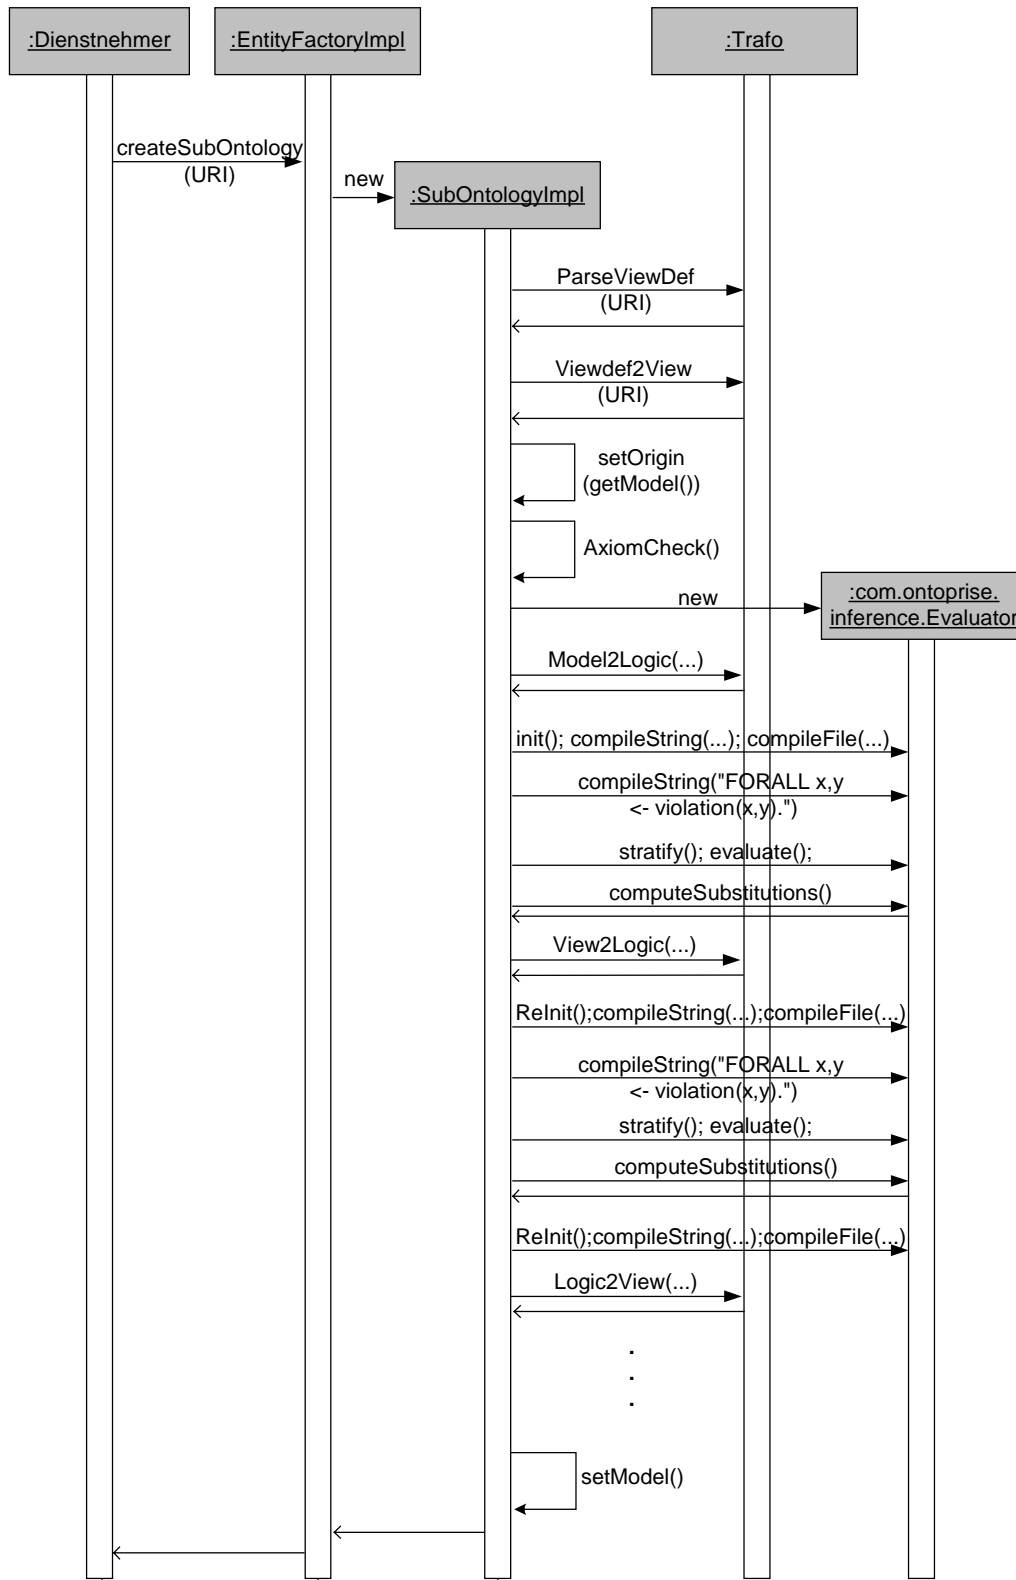 :Dienstnehmer
:EntityFactoryImpl
:Trafo
createSubOntology
(URI)
new
:SubOntologyImpl
ParseViewDef
(URI)
Viewdef2View
(URI)
setOrigin
(getModel())
AxiomCheck()
new
:com.ontoprise.
inference.Evaluator
Model2Logic(...)
init(); compileString(...); compileFile(...)
compileString("FORALL x,y
<- violation(x,y).")
stratify(); evaluate();
computeSubstitutions()
View2Logic(...)
ReInit();compileString(...);compileFile(...)
compileString("FORALL x,y
<- violation(x,y).")
stratify(); evaluate();
computeSubstitutions()
ReInit();compileString(...);compileFile(...)
Logic2View(...)
.
.
.
setModel()